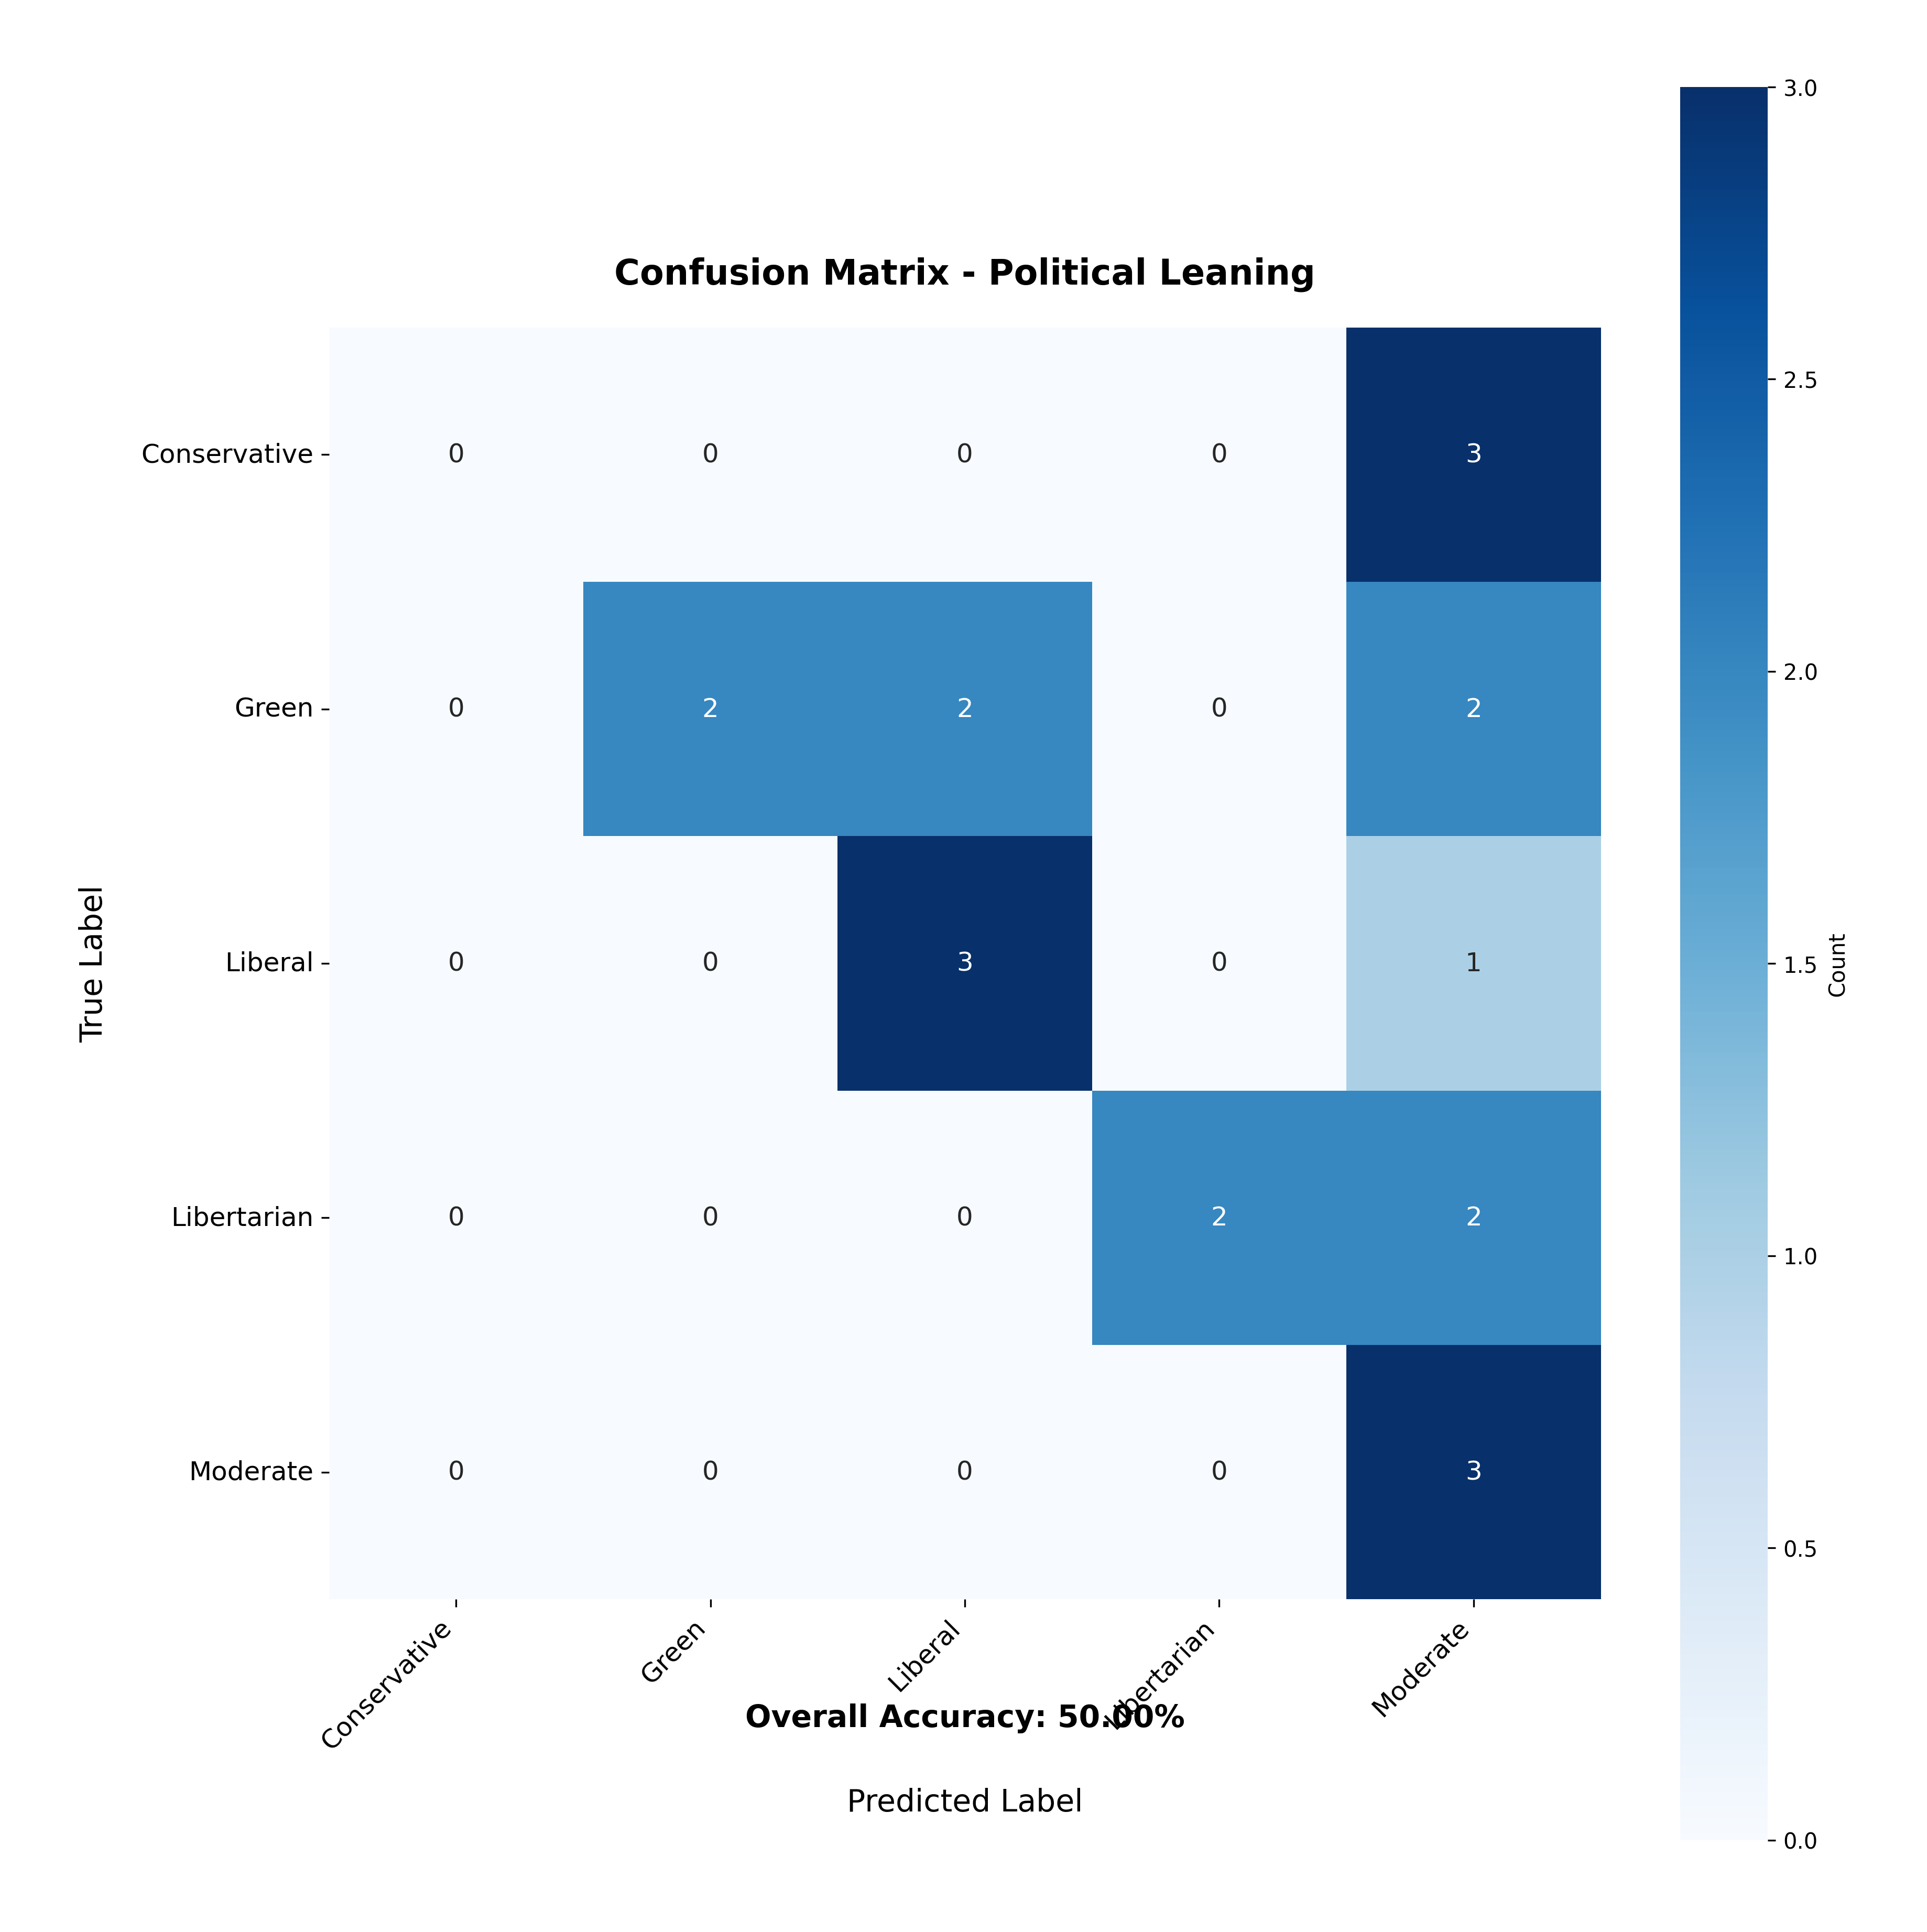 Confusion Matrix - Political Leaning
3.0
2.5
2.0
1.5
1.0
0.5
0.0
Count
True Label
Conservative 0 0 0 0 3
Green 0 2 2 0 2
Liberal 0 0 3 0 1
Libertarian 0 0 0 2 2
Moderate 0 0 0 0 3
Conservative Green Liberal Libertarian Moderate
Overall Accuracy: 50.00%
Predicted Label